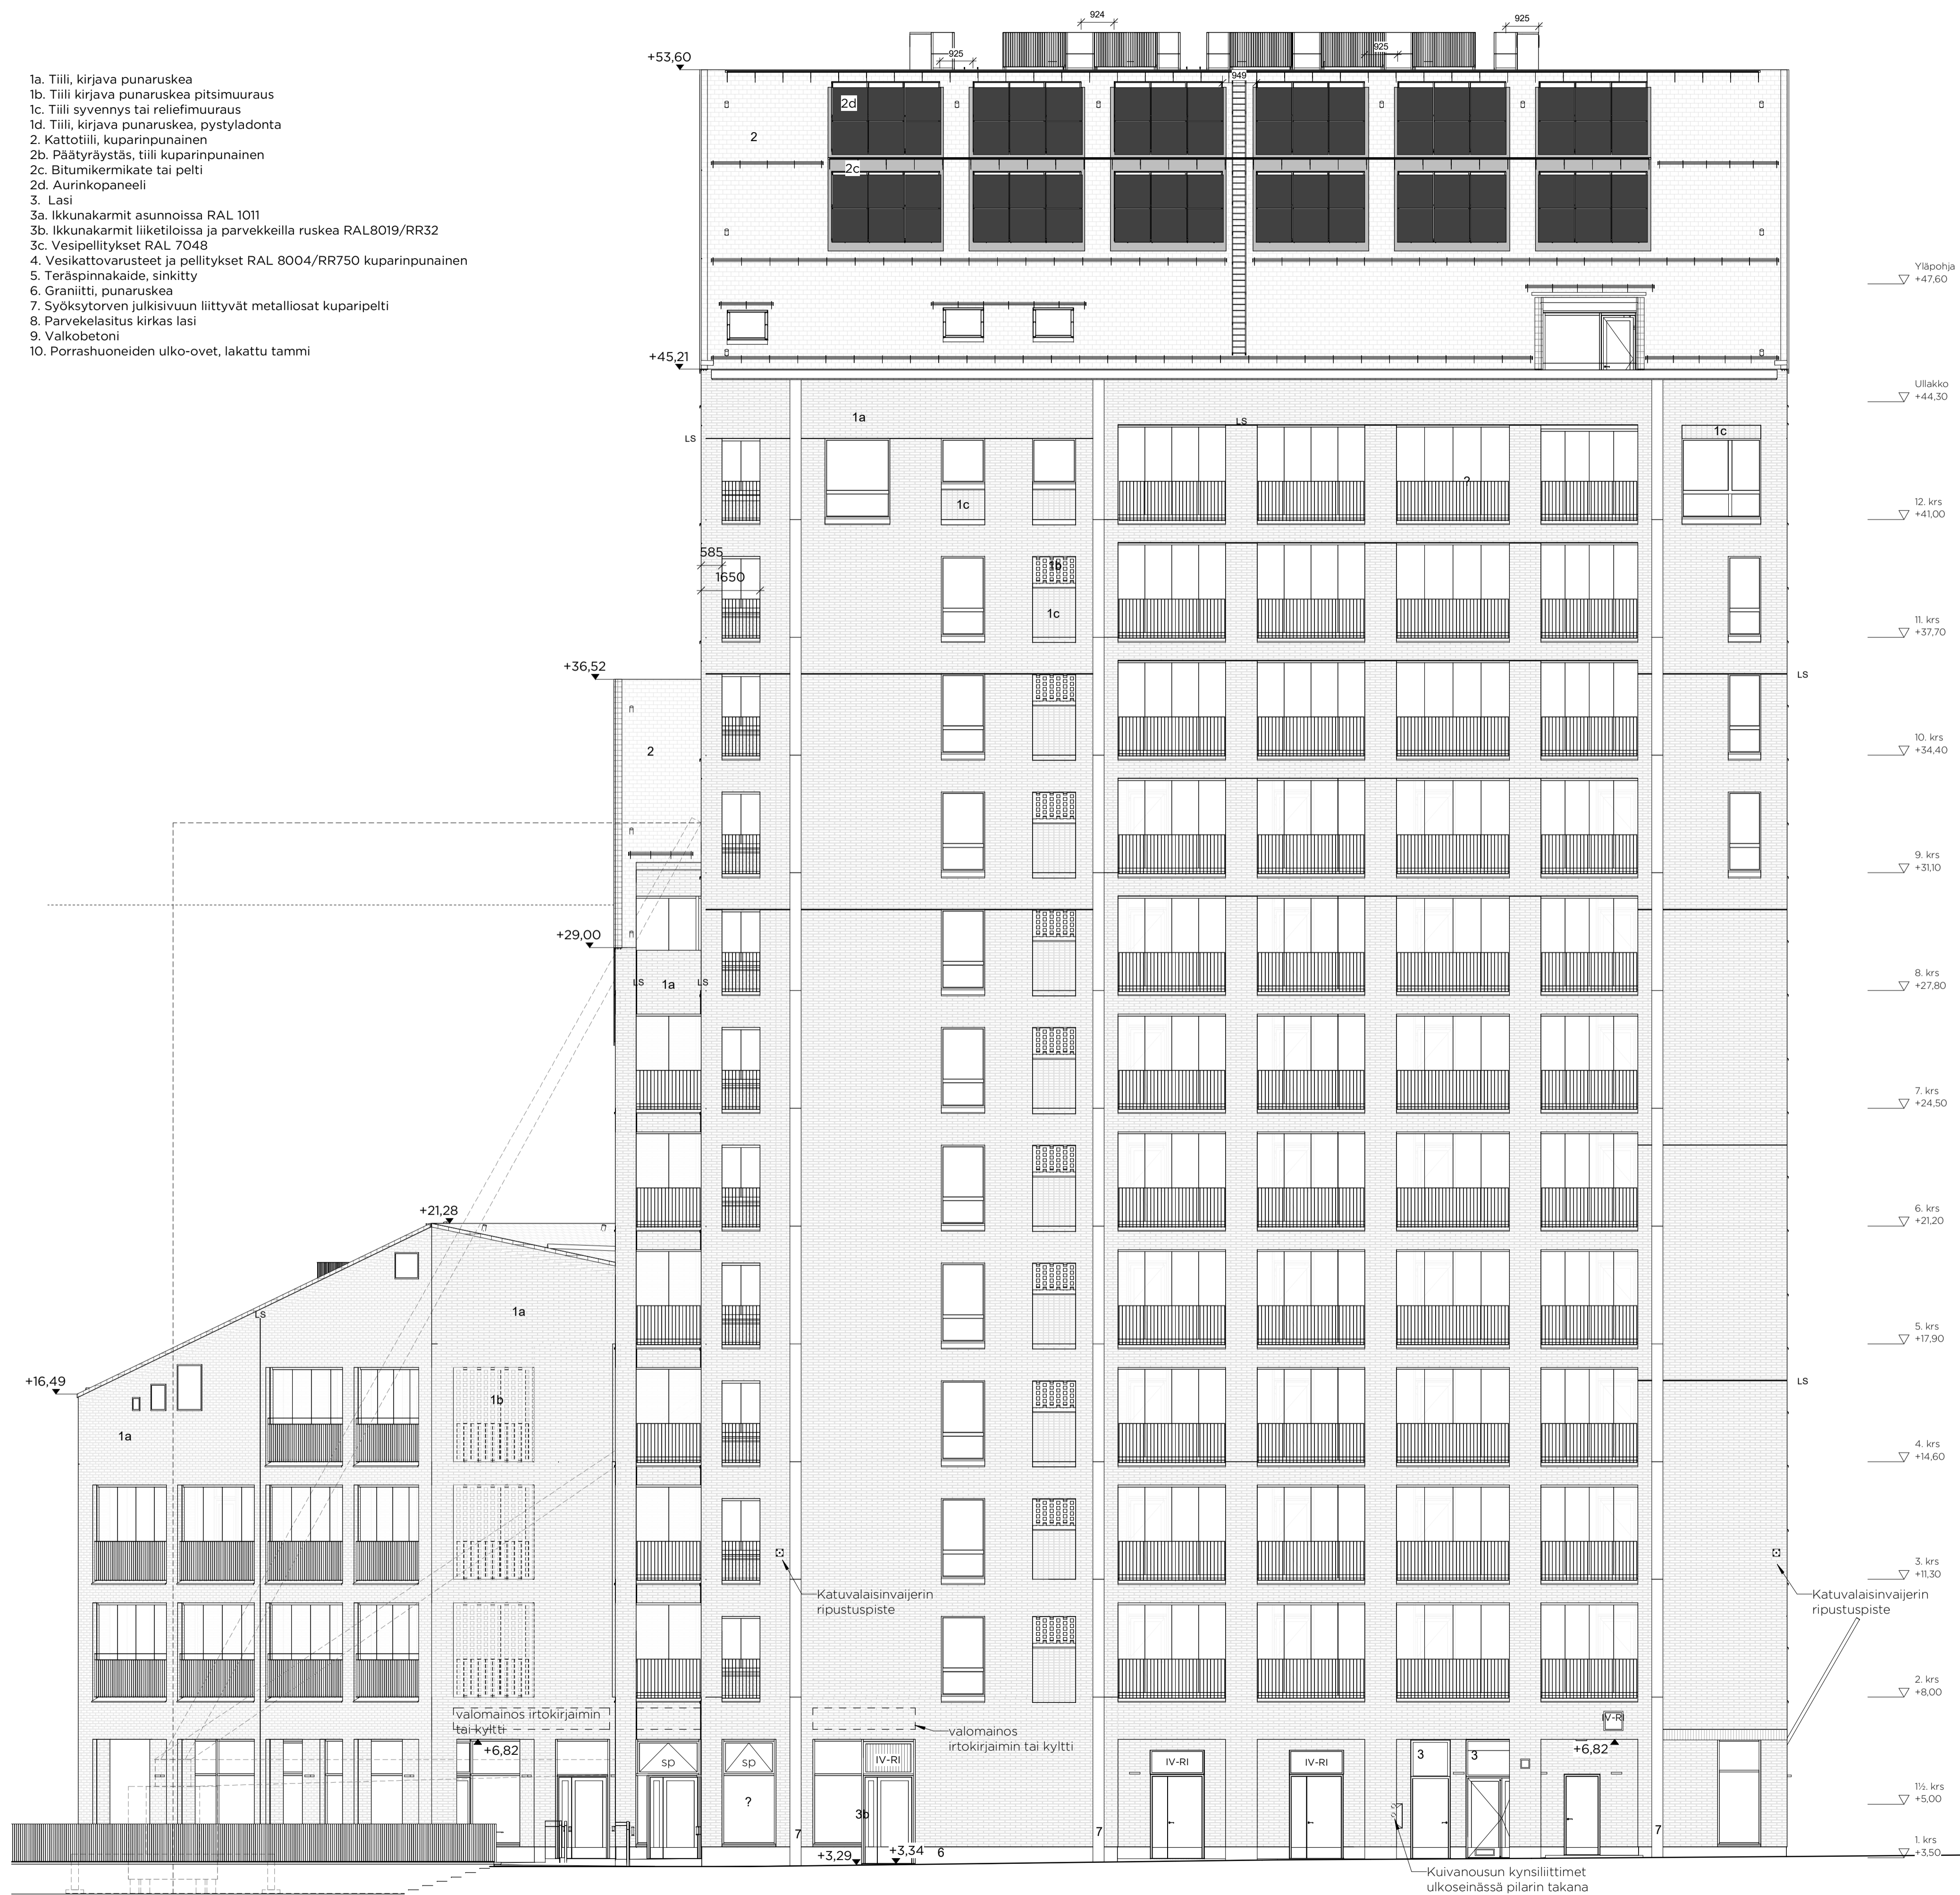 1a. Tiili, kirjava punaruskea
1b. Tiili kirjava punaruskea pitsimuuraus
1c. Tiili syvennys tai reliefimuuraus
1d. Tiili, kirjava punaruskea, pystyladonta
2. Kattotiili, kuparinpunainen
2b. Päätyräystäs, tiili kuparinpunainen
2c. Bitumikermikate tai pelti
2d. Aurinkopaneeli
3. Lasi
3a. Ikkunakarmit asunnoissa RAL 1011
3b. Ikkunakarmit liiketiloissa ja parvekkeilla ruskea RAL8019/RR32
3c. Vesipellitykset RAL 7048
4. Vesikattovarusteet ja pellitykset RAL 8004/RR750 kuparinpunainen
5. Teräspinnakaide, sinkitty
6. Graniitti, punaruskea
7. Syöksytorven julkisivuun liittyvät metalliosat kuparipelti
8. Parvekelasitus kirkas lasi
9. Valkobetoni
10. Porrashuoneiden ulko-ovet, lakattu tammi
924
925
925
925
+53,60
949
2d
2
2c
Yläpohja
+47,60
+45,21
Ullakko
+44,30
1a
LS
LS
1c
?
1c
12. krs
+41,00
585
1650
1b
1c
11. krs
+37,70
+36,52
LS
2
10. krs
+34,40
9. krs
+31,10
+29,00
LS
1a
LS
8. krs
+27,80
7. krs
+24,50
+21,28
6. krs
+21,20
1a
LS
5. krs
+17,90
+16,49
LS
1b
1a
4. krs
+14,60
3. krs
+11,30
Katuvalaisinvaijerin
ripustuspiste
Katuvalaisinvaijerin
ripustuspiste
2. krs
+8,00
valomainos irtokirjaimin
tai kyltti
IV-RI
valomainos
irtokirjaimin tai kyltti
+6,82
+6,82
sp
sp
IV-RI
IV-RI
IV-RI
3
3
1½. krs
+5,00
?
3b
7
7
7
1. krs
+3,50
+3,29
+3,34
6
Kuivanousun kynsiliittimet
ulkoseinässä pilarin takana